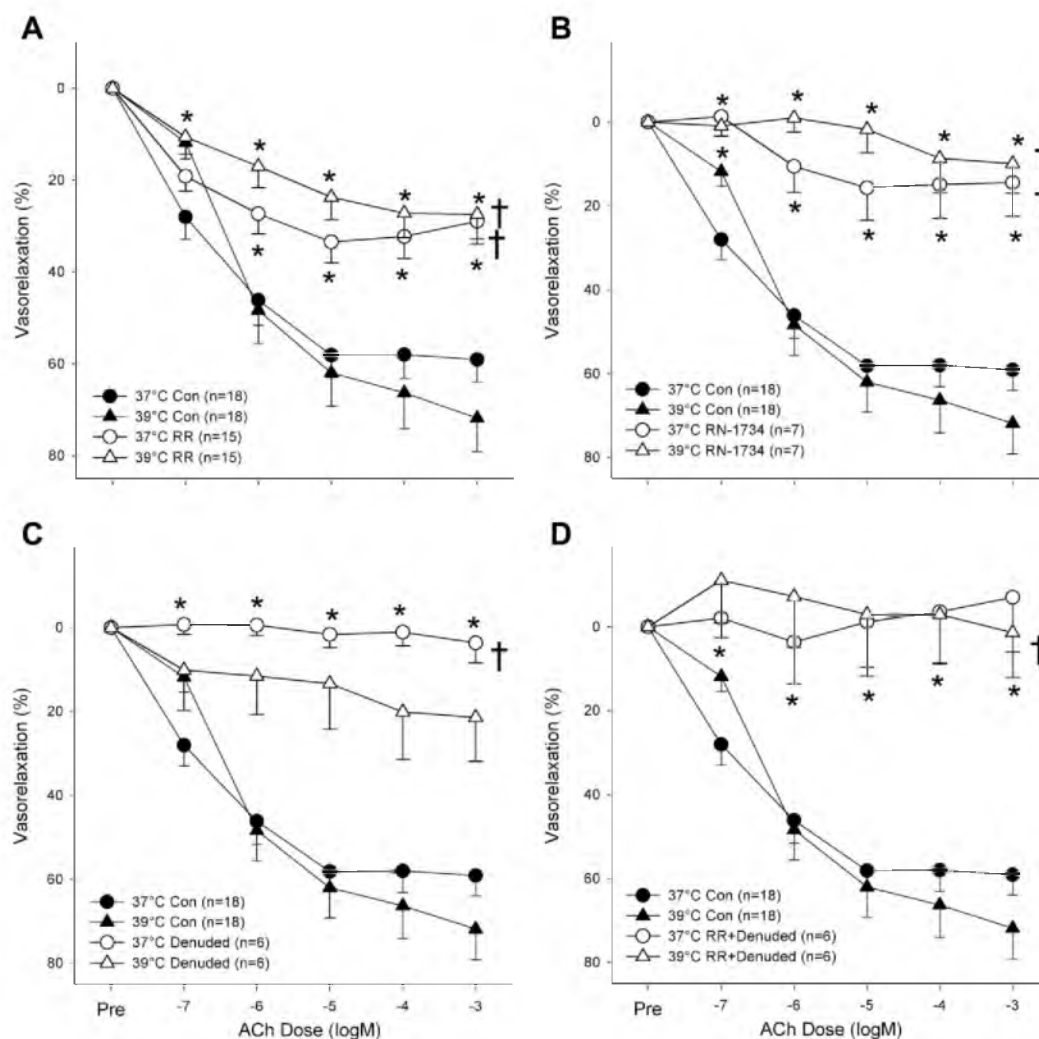 A
0
20
40
60
80
Vasorelaxation (%)
* * * * *
* * * *
†
†
37°C Con (n=18)
39°C Con (n=18)
37°C RR (n=15)
39°C RR (n=15)
B
0
20
40
60
80
Vasorelaxation (%)
* * * * *
* * * * *
37°C Con (n=18)
39°C Con (n=18)
37°C RN-1734 (n=7)
39°C RN-1734 (n=7)
C
0
20
40
60
80
Vasorelaxation (%)
* * * * *
†
37°C Con (n=18)
39°C Con (n=18)
37°C Denuded (n=6)
39°C Denuded (n=6)
Pre -7 -6 -5 -4 -3
ACh Dose (logM)
D
0
20
40
60
80
Vasorelaxation (%)
* * * * *
†
37°C Con (n=18)
39°C Con (n=18)
37°C RR+Denuded (n=6)
39°C RR+Denuded (n=6)
Pre -7 -6 -5 -4 -3
ACh Dose (logM)